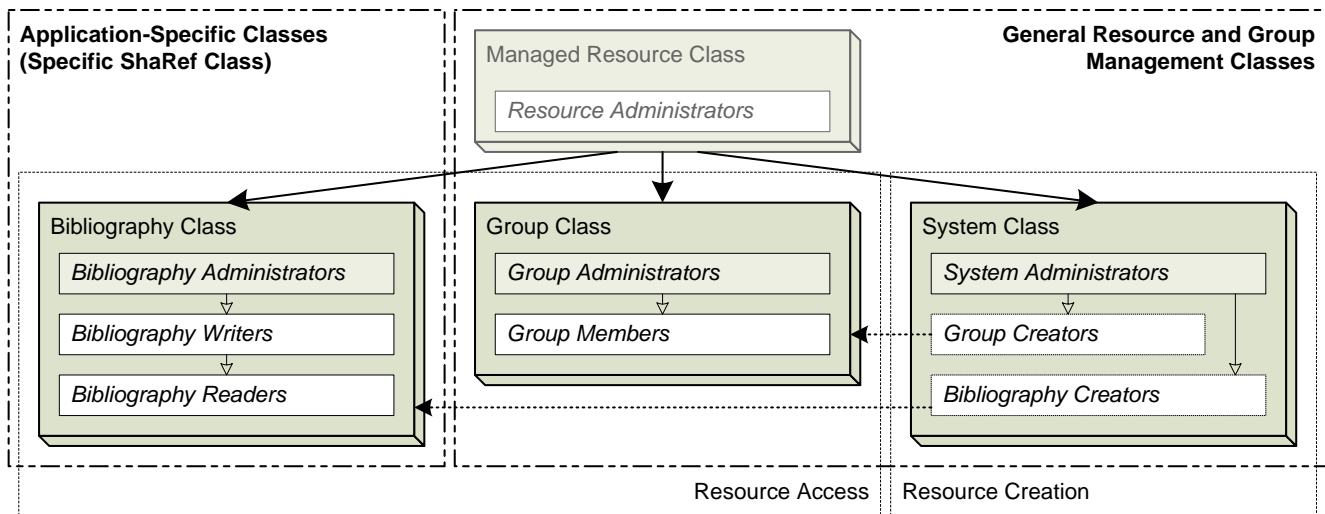 Application-Specific Classes
(Specific ShaRef Class)
General Resource and Group
Management Classes
Managed Resource Class
Resource Administrators
Bibliography Class
Bibliography Administrators
Bibliography Writers
Bibliography Readers
Group Class
Group Administrators
Group Members
System Class
System Administrators
Group Creators
Bibliography Creators
Resource Access
Resource Creation